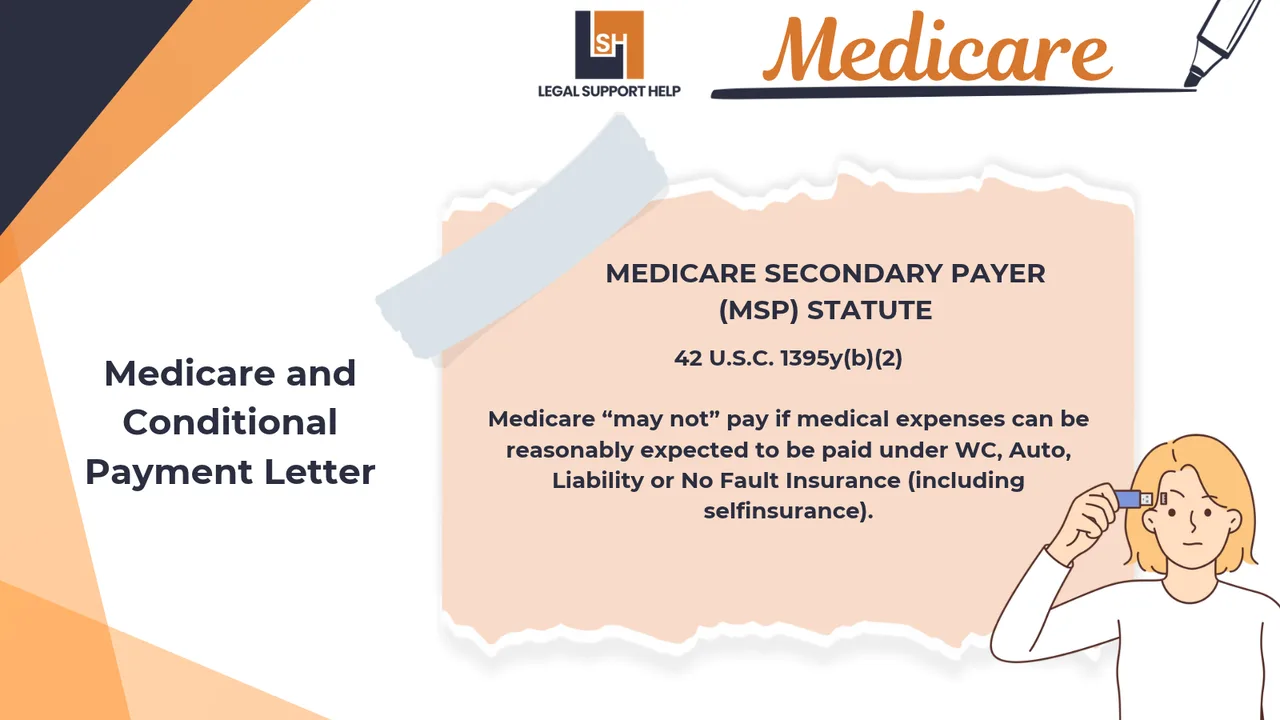 LSH
LEGAL SUPPORT HELP
Medicare
Medicare and
Conditional
Payment Letter
MEDICARE SECONDARY PAYER
(MSP) STATUTE
42 U.S.C. 1395y(b)(2)
Medicare “may not” pay if medical expenses can be
reasonably expected to be paid under WC, Auto,
Liability or No Fault Insurance (including
selfinsurance).